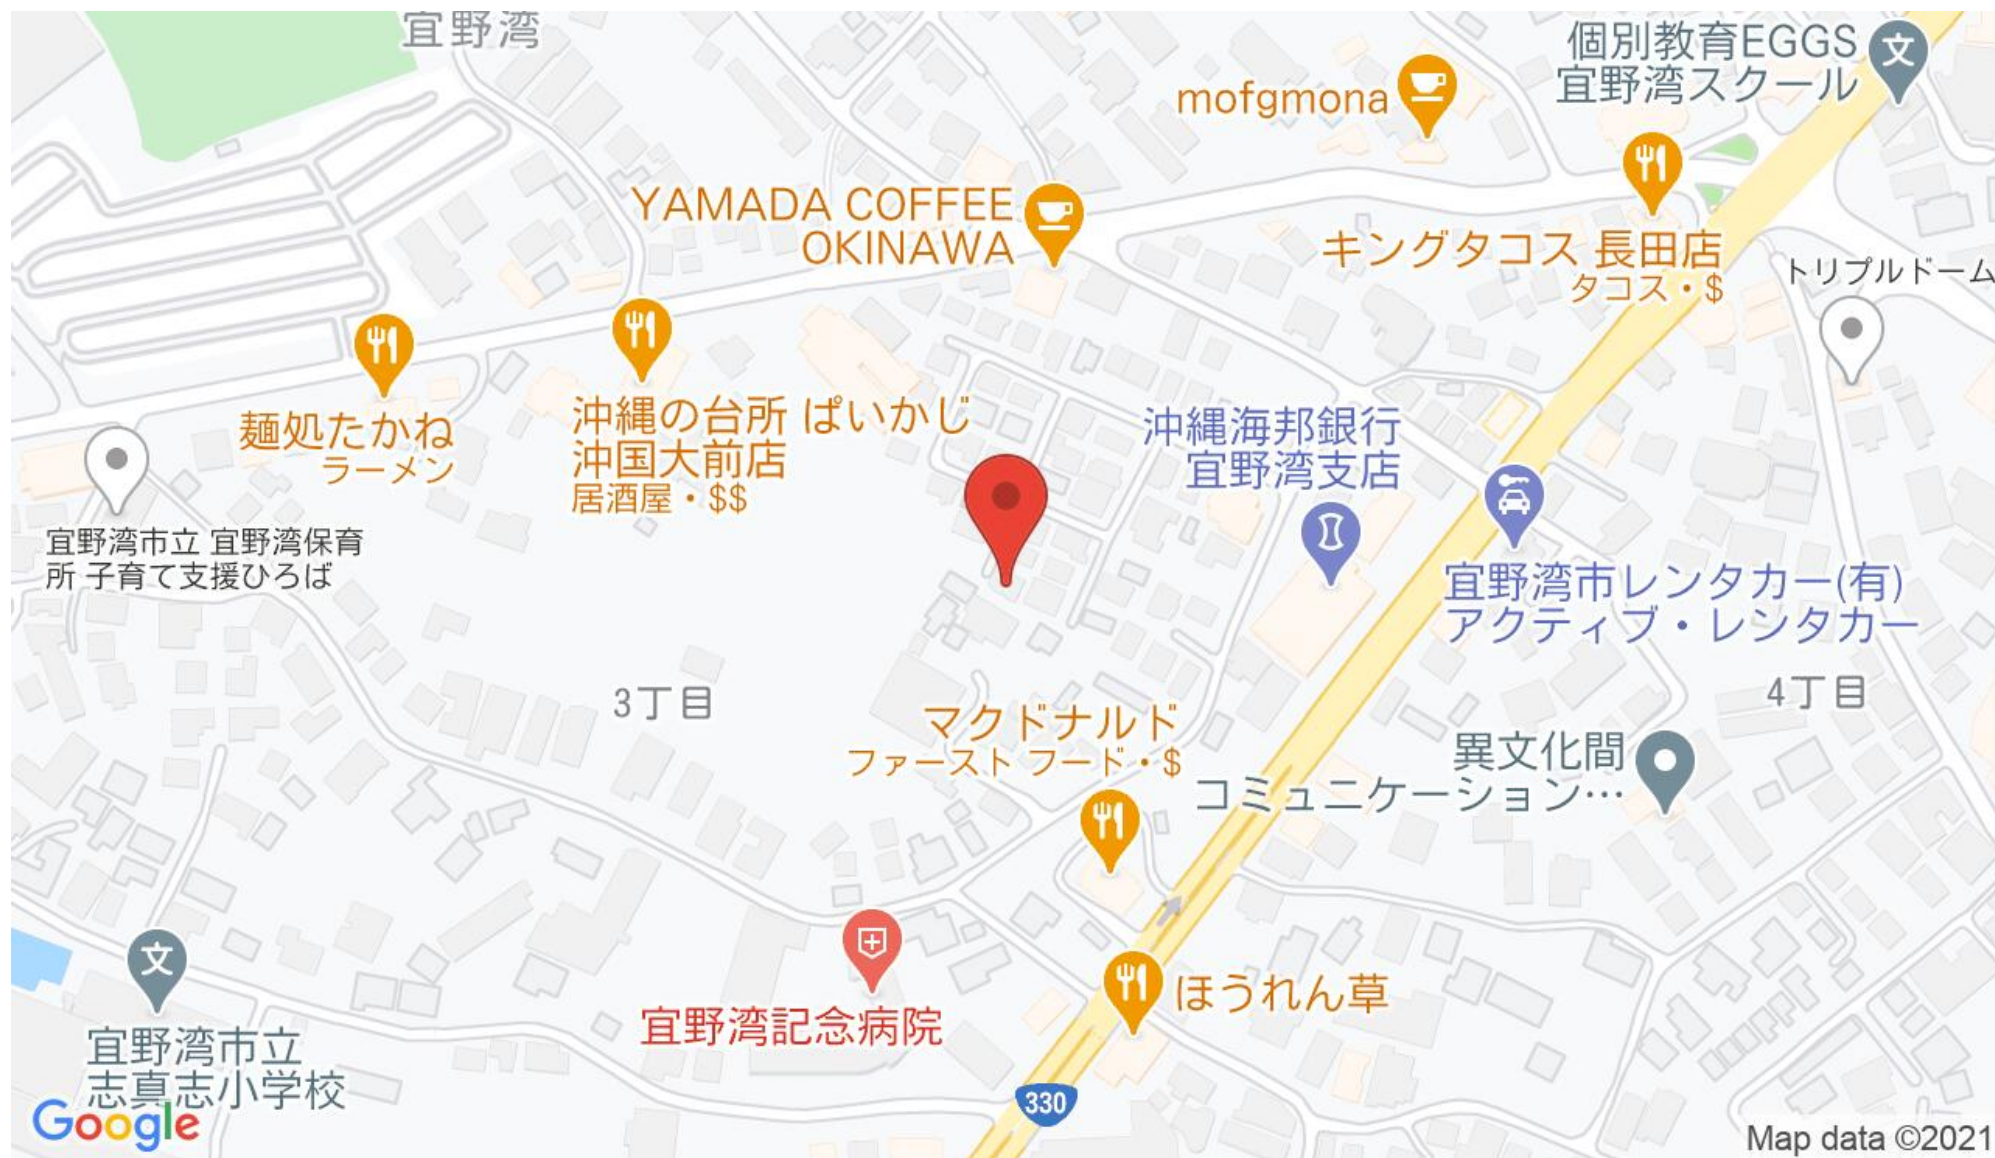 宜野湾
個別教育EGGS
宜野湾スクール
文
mofgmona
YAMADA COFFEE
OKINAWA
キングタコス 長田店
タコス・$
トリプルドーム
麺処たかね
ラーメン
沖縄の台所 ぱいかじ
沖国大前店
居酒屋・$$
沖縄海邦銀行
宜野湾支店
宜野湾市立 宜野湾保育
所 子育て支援ひろば
宜野湾市レンタカー(有)
アクティブ・レンタカー
3丁目
4丁目
マクドナルド
ファースト フード・$
異文化間
コミュニケーション…
文
ほうれん草
宜野湾記念病院
宜野湾市立
志真志小学校
330
Google
Map data ©2021